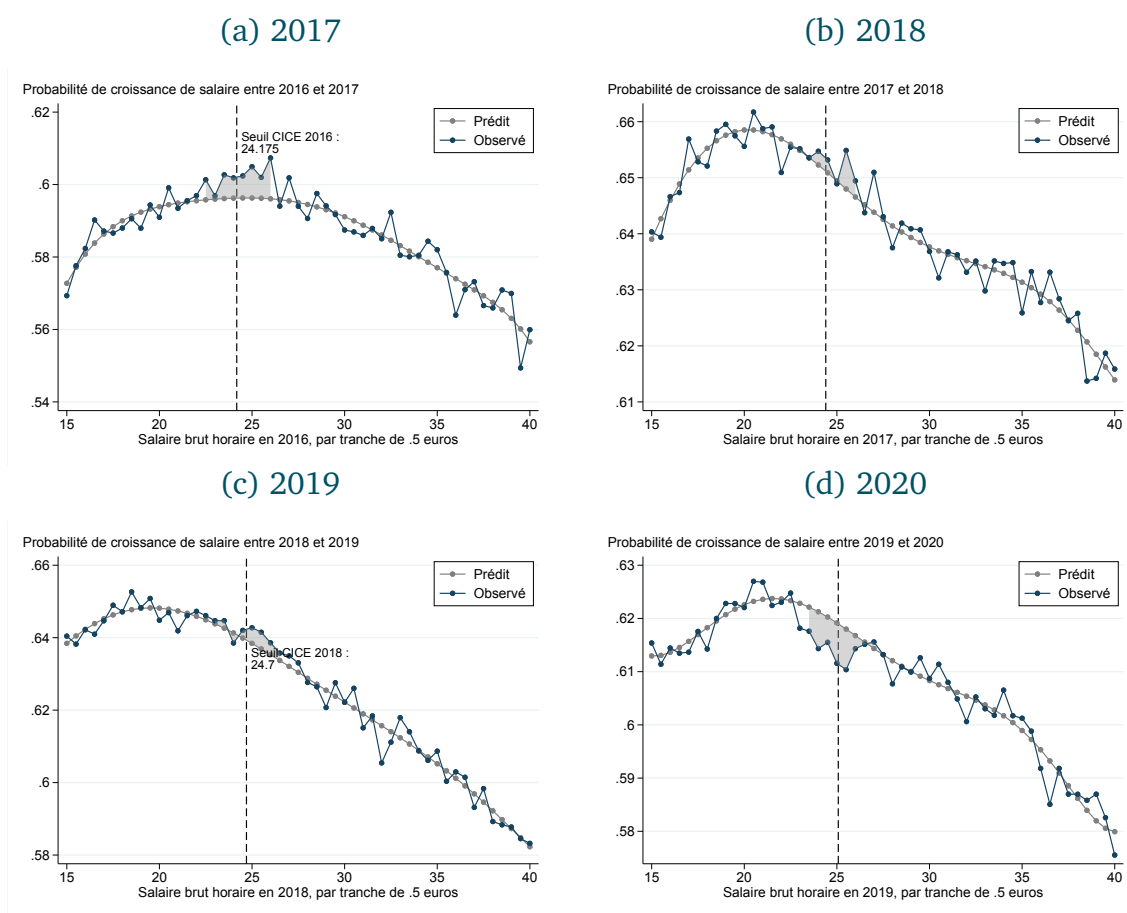 (a) 2017
Probabilité de croissance de salaire entre 2016 et 2017
.62
.6
.58
.56
.54
Seuil CICE 2016 :
24.175
Prédit
Observé
15 20 25 30 35 40
Salaire brut horaire en 2016, par tranche de .5 euros
(b) 2018
Probabilité de croissance de salaire entre 2017 et 2018
.66
.65
.64
.63
.62
.61
Prédit
Observé
15 20 25 30 35 40
Salaire brut horaire en 2017, par tranche de .5 euros
(c) 2019
Probabilité de croissance de salaire entre 2018 et 2019
.66
.64
.62
.6
.58
Seuil CICE 2018 :
24.7
Prédit
Observé
15 20 25 30 35 40
Salaire brut horaire en 2018, par tranche de .5 euros
(d) 2020
Probabilité de croissance de salaire entre 2019 et 2020
.63
.62
.61
.6
.59
.58
Prédit
Observé
15 20 25 30 35 40
Salaire brut horaire en 2019, par tranche de .5 euros